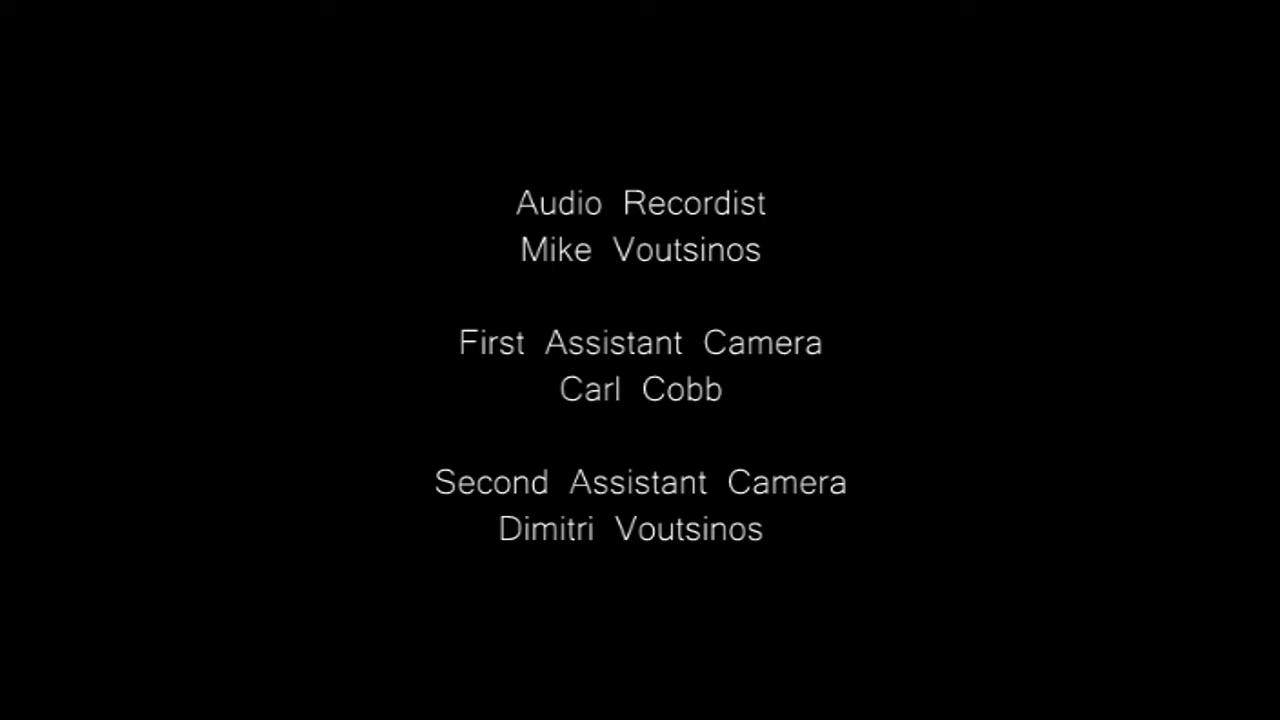 Audio Recordist
Mike Voutsinos
First Assistant Camera
Carl Cobb
Second Assistant Camera
Dimitri Voutsinos